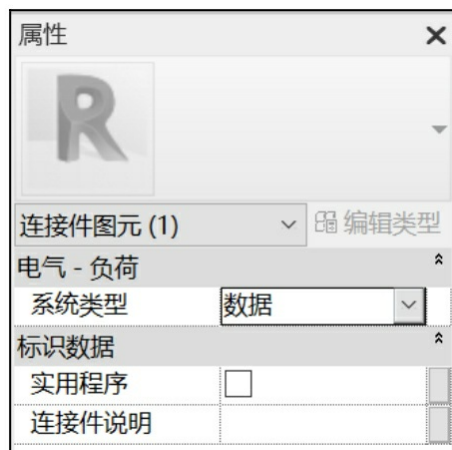 属性
连接件图元 (1) 编辑类型
电气 - 负荷
系统类型 数据
标识数据
实用程序
连接件说明